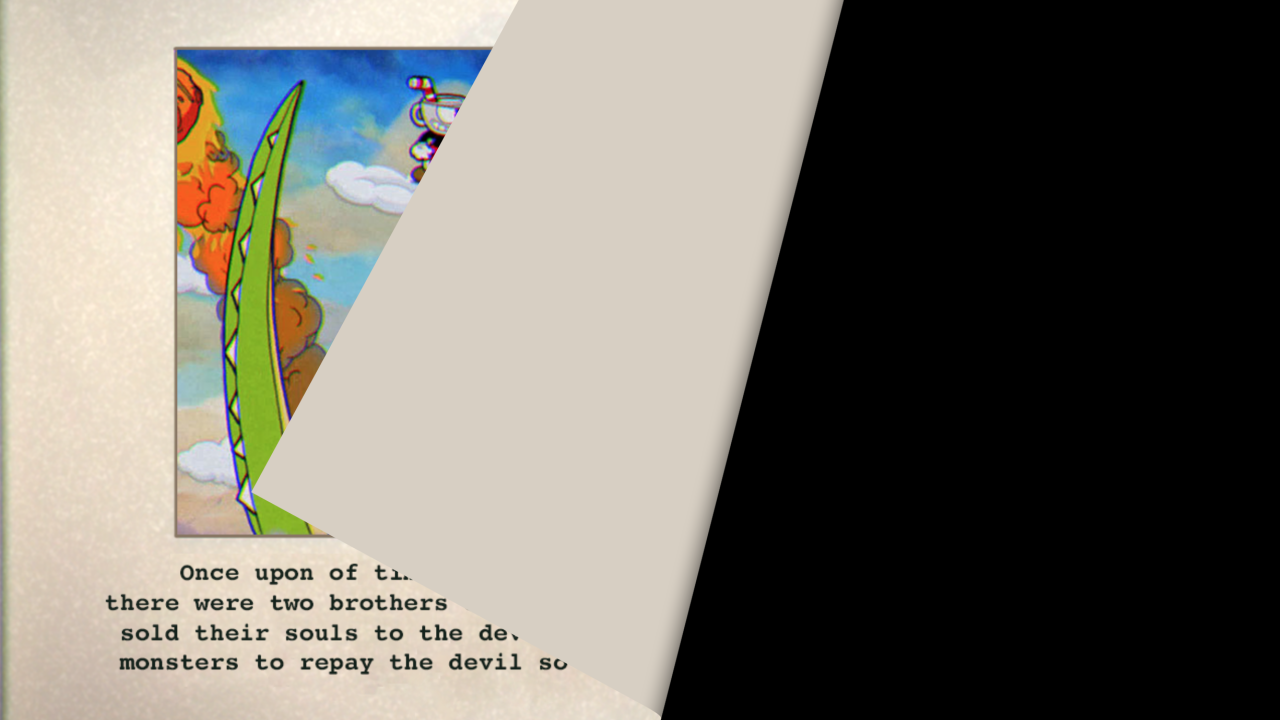 Once upon of
there were two brothers
sold their souls to the
monsters to repay the devil